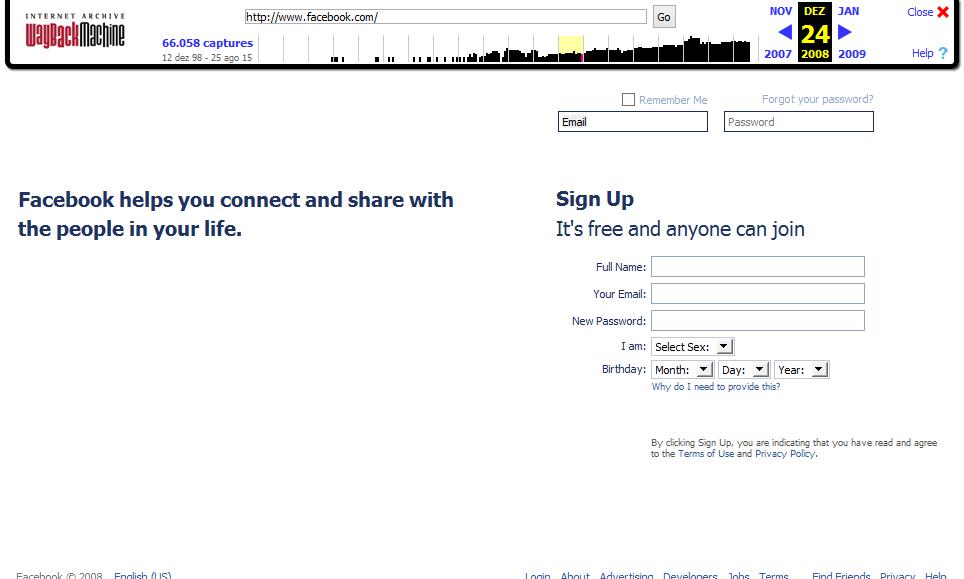 INTERNET ARCHIVE
WayBackMachine
http://www.facebook.com/
Go
66.058 captures
12 dez 98 - 25 ago 15
NOV DEZ JAN
24
2007 2008 2009
Close
Help ?
Remember Me
Forgot your password?
Email
Password
Facebook helps you connect and share with
the people in your life.
Sign Up
It's free and anyone can join
Full Name:
Your Email:
New Password:
I am: Select Sex:
Birthday: Month: Day: Year:
Why do I need to provide this?
By clicking Sign Up, you are indicating that you have read and agree
to the Terms of Use and Privacy Policy.
Facebook © 2008 English (US)
Login About Advertising Developers Jobs Terms Find Friends Privacy Help